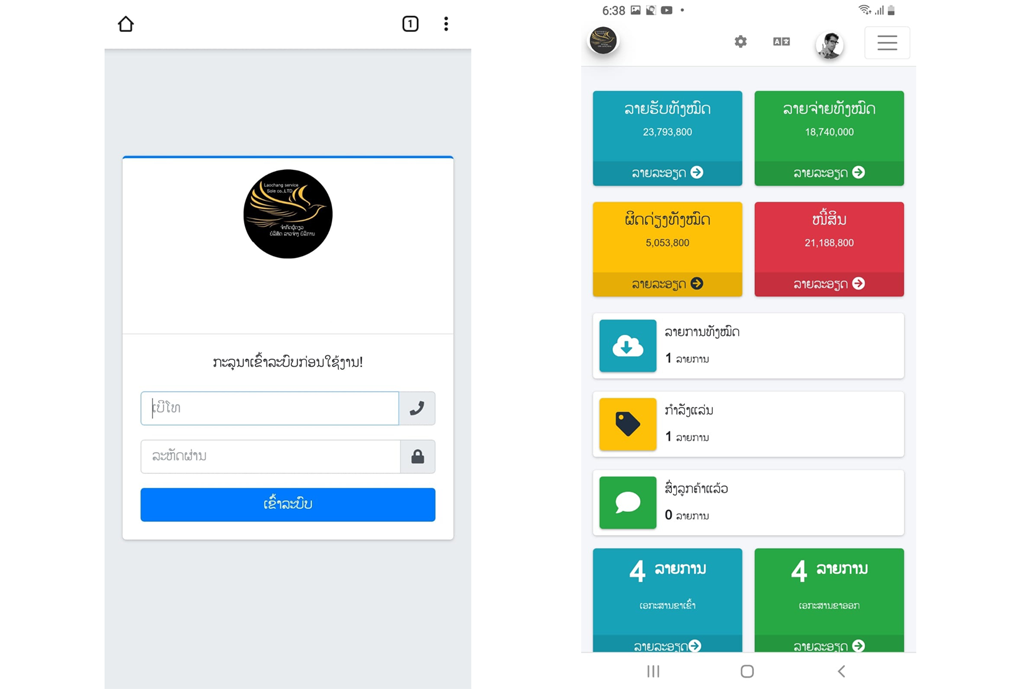 1
Laochang service
Sole co.,LTD
ກະລຸນາເຂົ້າລະບົບກ່ອນໃຊ້ງານ!
ເບີໂທ
ລະຫັດຜ່ານ
ເຂົ້າລະບົບ
6:38
ລາຍຮັບທັງໝົດ
23,793,800
ລາຍລະອຽດ
ລາຍຈ່າຍທັງໝົດ
18,740,000
ລາຍລະອຽດ
ຜິດດ່ຽງທັງໝົດ
5,053,800
ລາຍລະອຽດ
ໜີ້ສິນ
21,188,800
ລາຍລະອຽດ
ລາຍການທັງໝົດ
1 ລາຍການ
ກຳລັງແລ່ນ
1 ລາຍການ
ສົ່ງລູກຄ້າແລ້ວ
0 ລາຍການ
4 ລາຍການ
ເອກະສານຂາເຂົ້າ
ລາຍລະອຽດ
4 ລາຍການ
ເອກະສານຂາອອກ
ລາຍລະອຽດ